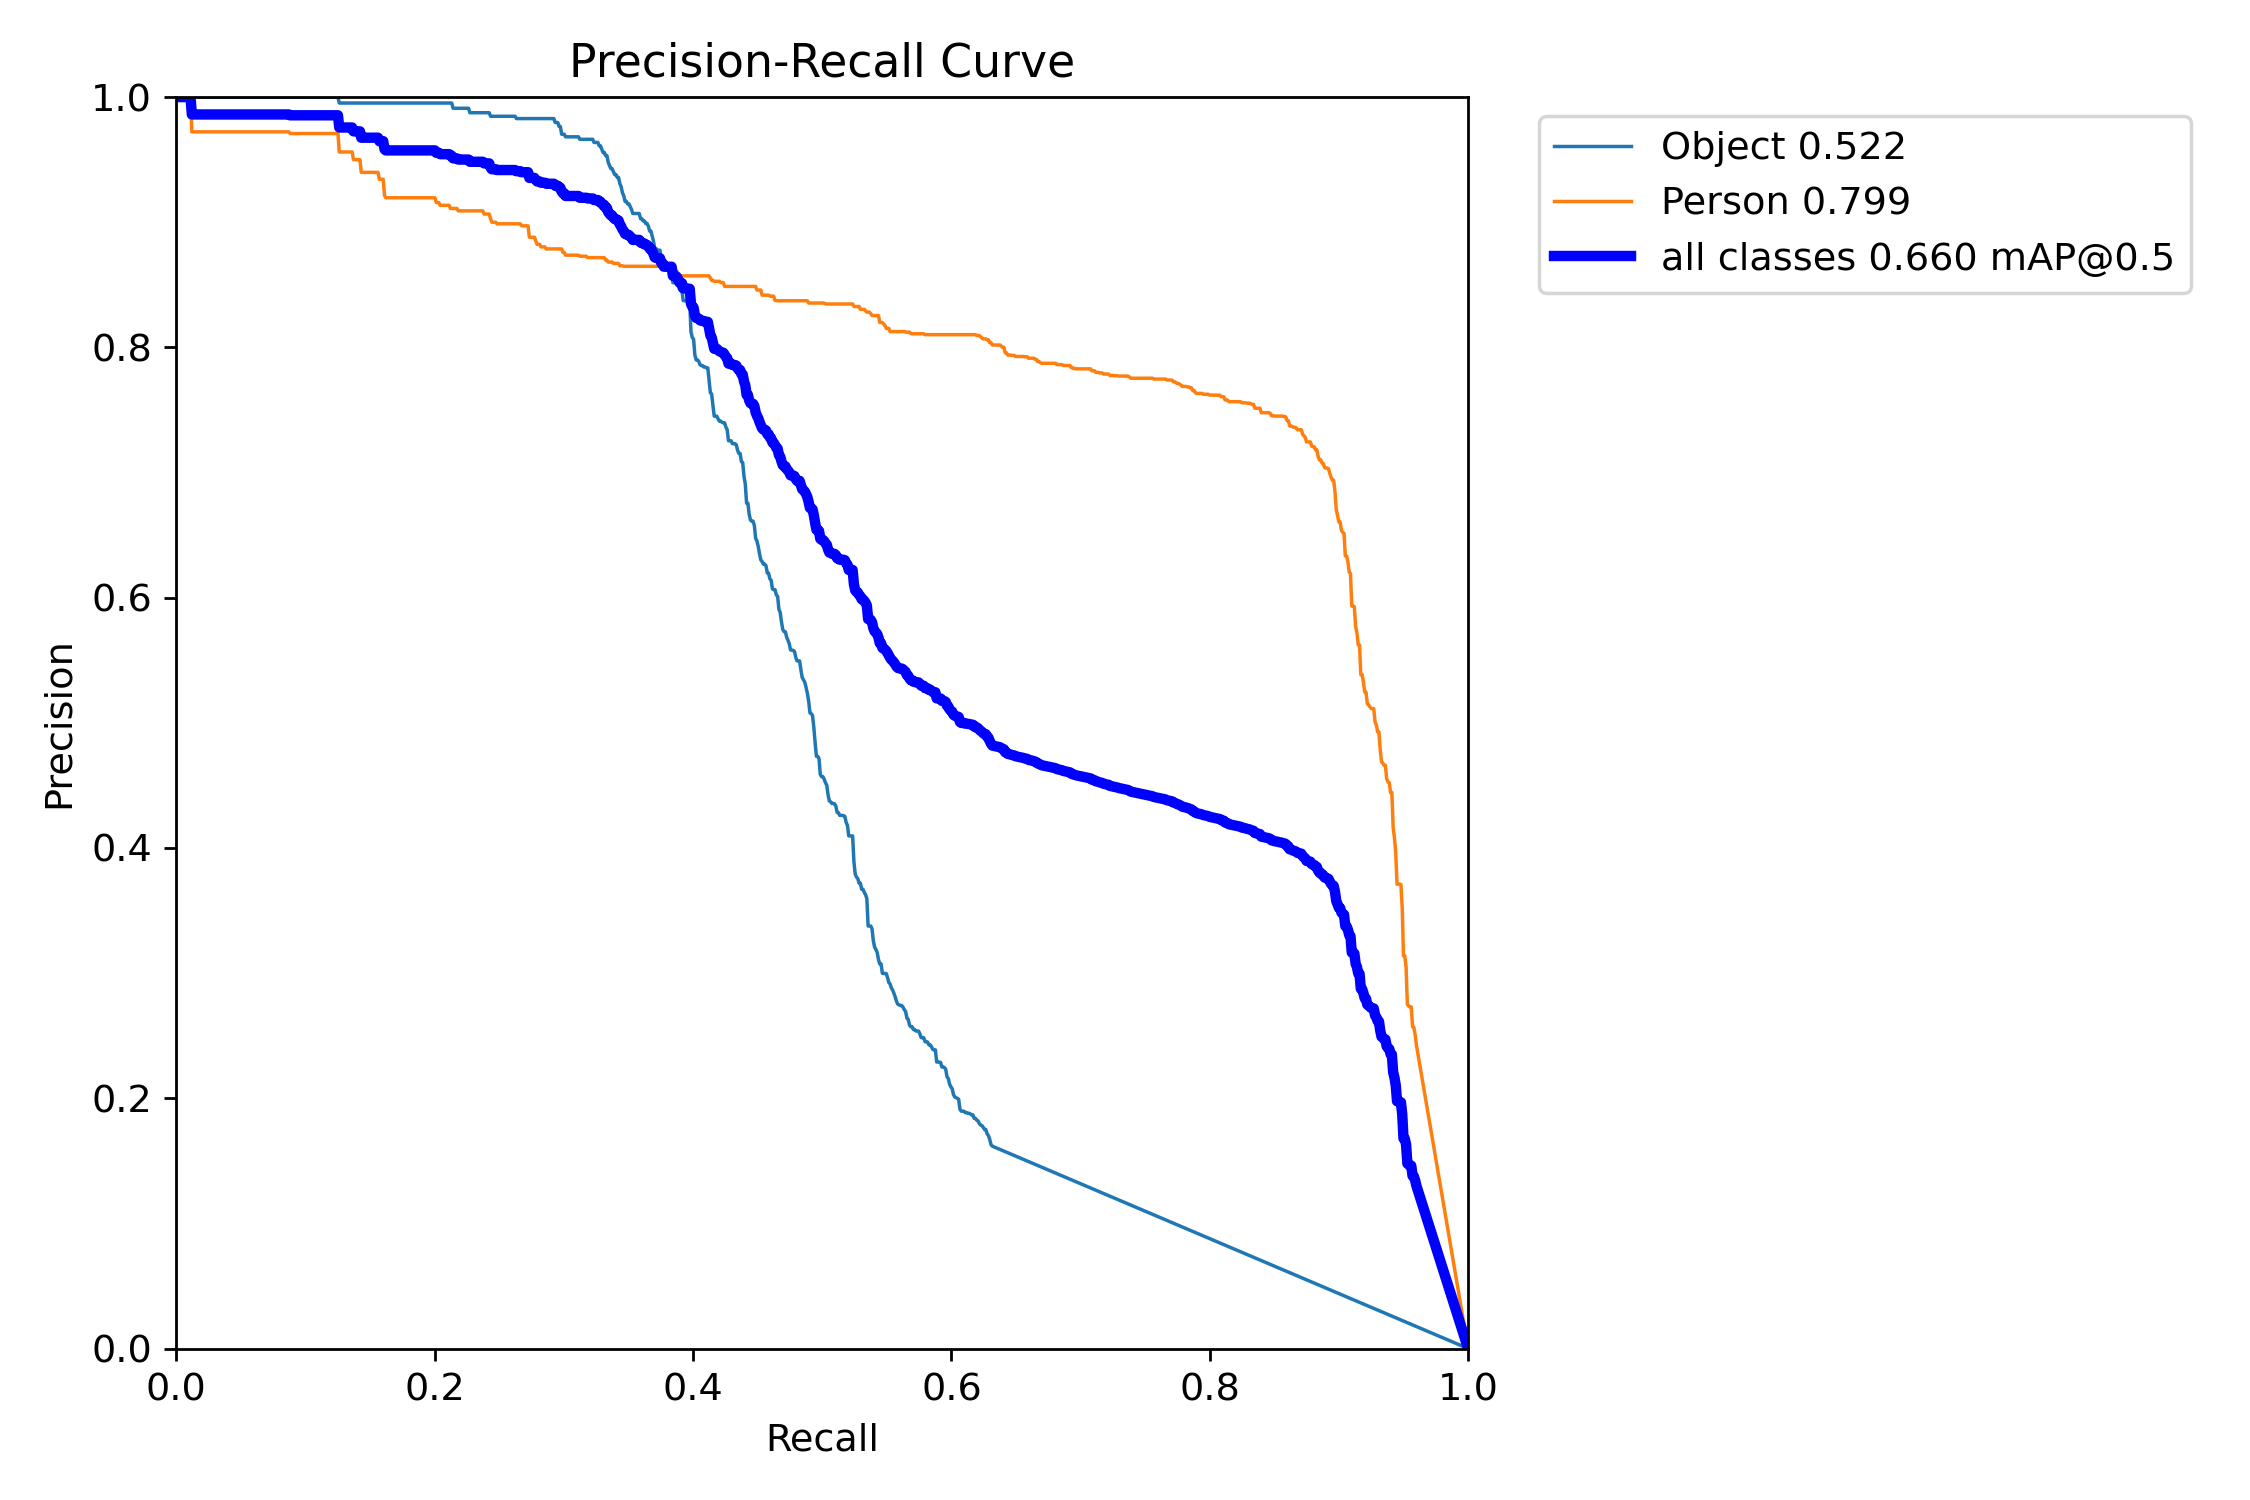 Precision-Recall Curve
Object 0.522
Person 0.799
all classes 0.660 mAP@0.5
Precision
1.0
0.8
0.6
0.4
0.2
0.0
0.0 0.2 0.4 0.6 0.8 1.0
Recall